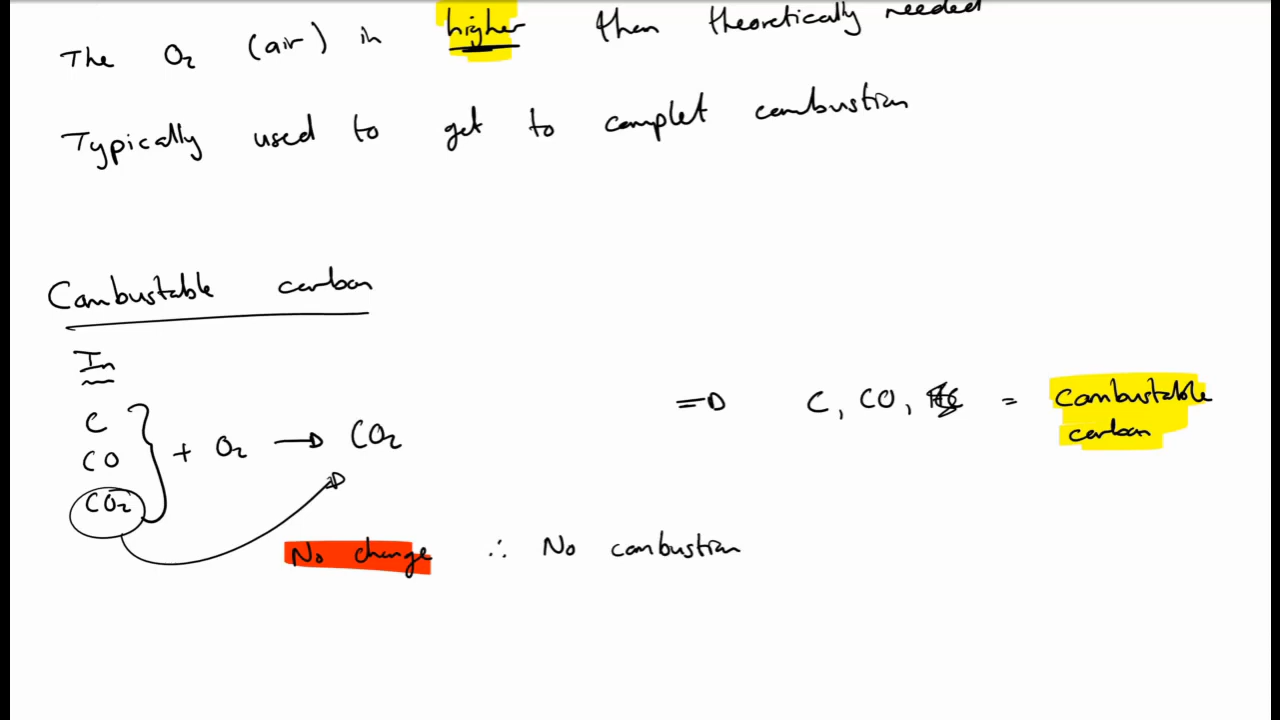 The O₂ (air) in higher than theoretically needed
Typically used to get to complet combustion
Combustable carbon
In
C
CO
CO₂
+ O₂ → CO₂
⇒ C, CO, = Combustable
carbon
No change ∴ No combustion